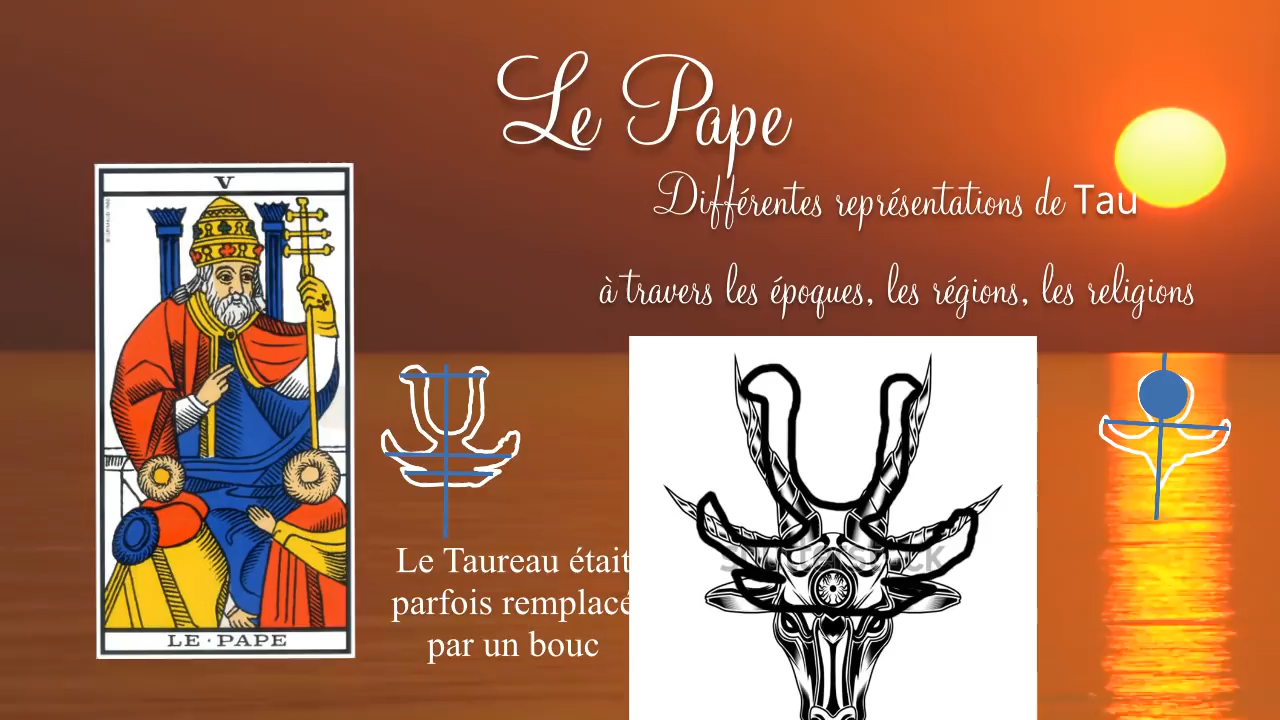 Le Pape
Différentes représentations de Tau
à travers les époques, les régions, les religions
V
LE·PAPE
Le Taureau était
parfois remplacé
par un bouc